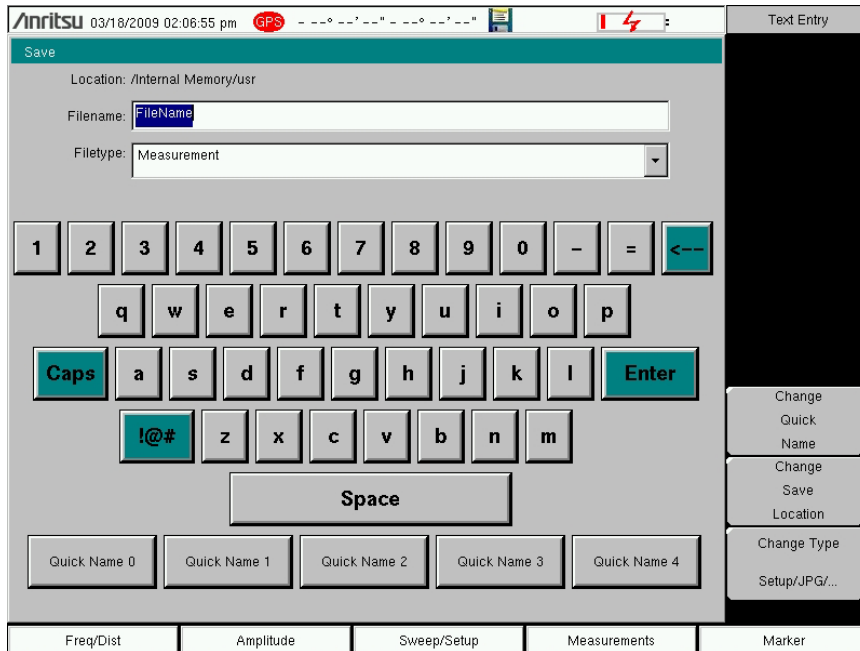 /inritsu 03/18/2009 02:06:55 pm GPS - --° --'--" - --° --'--"
Text Entry
Save
Location: /Internal Memory/usr
Filename: FileName
Filetype: Measurement
1 2 3 4 5 6 7 8 9 0 - = <--
q w e r t y u i o p
Caps a s d f g h j k l Enter
!@# z x c v b n m
Space
Quick Name 0 Quick Name 1 Quick Name 2 Quick Name 3 Quick Name 4
Change
Quick
Name
Change
Save
Location
Change Type
Setup/JPG/...
Freq/Dist Amplitude Sweep/Setup Measurements Marker